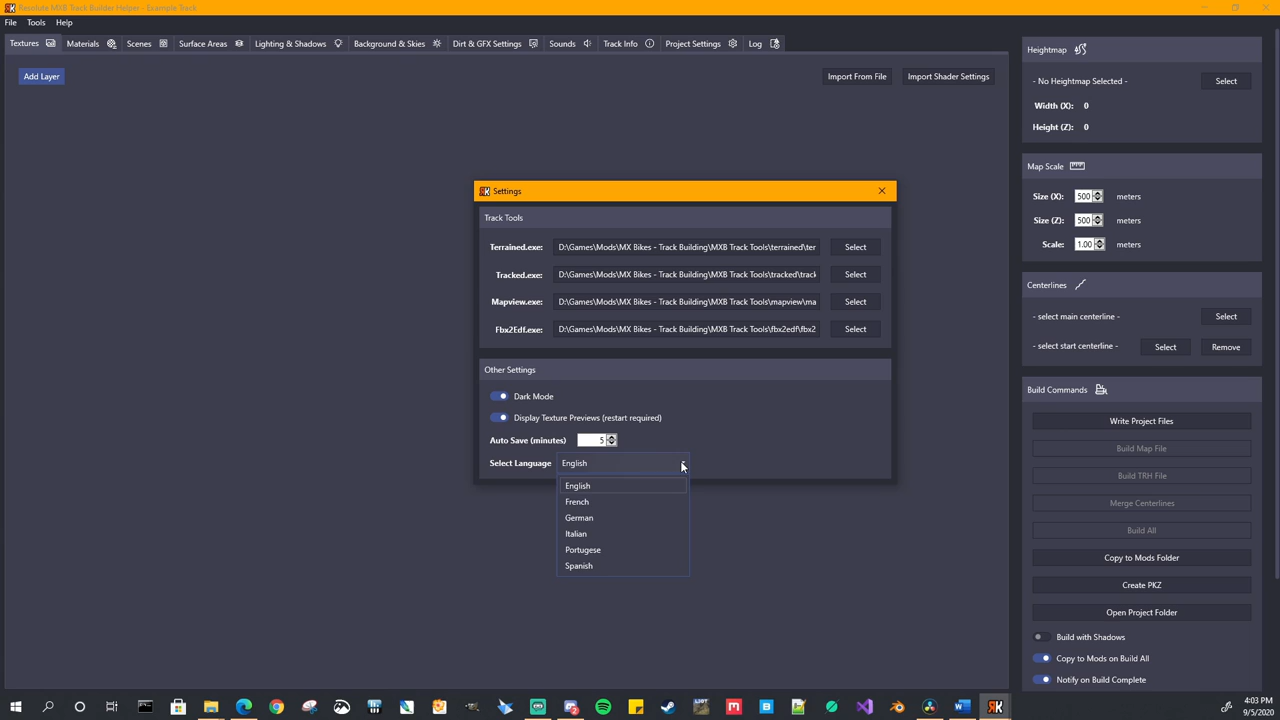 Resolute MXB Track Builder Helper - Example Track
File Tools Help
Textures Materials Scenes Surface Areas Lighting & Shadows Background & Skies Dirt & GFX Settings Sounds Track Info Project Settings Log
Add Layer
Import From File Import Shader Settings
Settings
Track Tools
Terrained.exe: D:\Games\Mods\MX Bikes - Track Building\MXB Track Tools\terrained\ter Select
Tracked.exe: D:\Games\Mods\MX Bikes - Track Building\MXB Track Tools\tracked\track Select
Mapview.exe: D:\Games\Mods\MX Bikes - Track Building\MXB Track Tools\mapview\ma Select
Fbx2Edf.exe: D:\Games\Mods\MX Bikes - Track Building\MXB Track Tools\fbx2edf\fbx2 Select
Other Settings
Dark Mode
Display Texture Previews (restart required)
Auto Save (minutes) 5
Select Language English
English
French
German
Italian
Portugese
Spanish
Heightmap
- No Heightmap Selected - Select
Width (X): 0
Height (Z): 0
Map Scale
Size (X): 500 meters
Size (Z): 500 meters
Scale: 1.00 meters
Centerlines
- select main centerline - Select
- select start centerline - Select Remove
Build Commands
Write Project Files
Build Map File
Build TRH File
Merge Centerlines
Build All
Copy to Mods Folder
Create PKZ
Open Project Folder
Build with Shadows
Copy to Mods on Build All
Notify on Build Complete
4:03 PM
9/5/2020